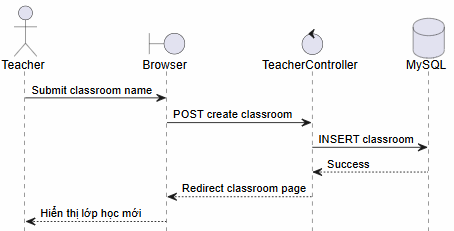 Teacher
Browser
TeacherController
MySQL
Submit classroom name
POST create classroom
INSERT classroom
Success
Redirect classroom page
Hiển thị lớp học mới